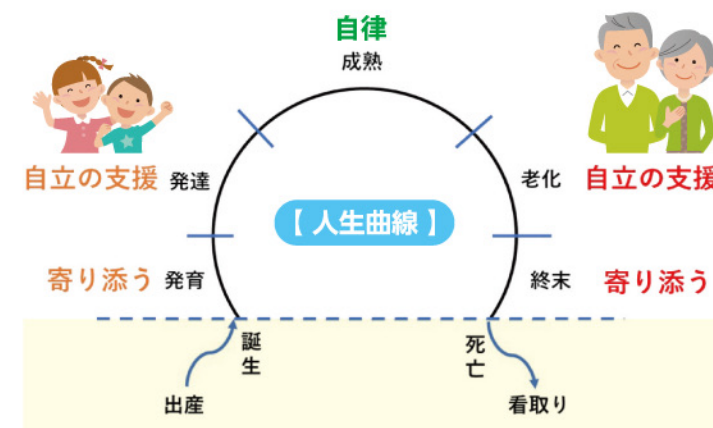 自律
成熟
自立の支援 発達
老化 自立の支援
【 人生曲線 】
寄り添う 発育
終末 寄り添う
誕生
死亡
出産
看取り